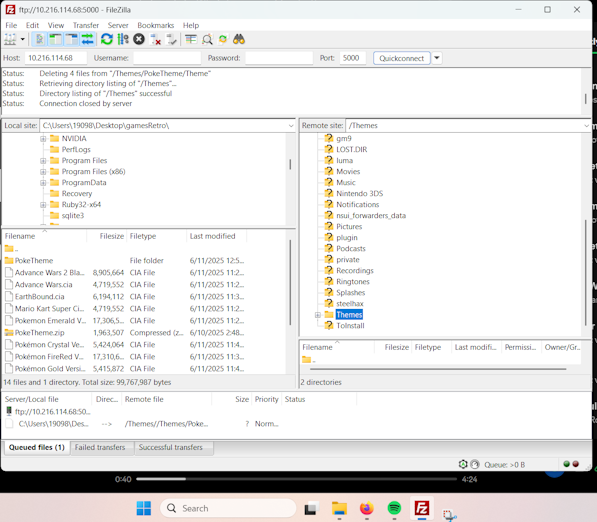 ftp://10.216.114.68:5000 - FileZilla
File Edit View Transfer Server Bookmarks Help
Host: 10.216.114.68 Username: Password: Port: 5000 Quickconnect
Status: Deleting 4 files from "/Themes/PokeTheme/Theme"
Status: Retrieving directory listing of "/Themes"...
Status: Directory listing of "/Themes" successful
Status: Connection closed by server
Local site: C:\Users\19098\Desktop\gamesRetro\
NVIDIA
PerfLogs
Program Files
Program Files (x86)
ProgramData
Recovery
Ruby32-x64
sqlite3
Filename Filesize Filetype Last modified
..
PokeTheme File folder 6/11/2025 12:5...
Advance Wars 2 Bla... 8,905,664 CIA File 6/11/2025 11:2...
Advance Wars.cia 4,719,552 CIA File 6/11/2025 11:2...
EarthBound.cia 6,194,112 CIA File 6/11/2025 11:3...
Mario Kart Super Ci... 4,719,552 CIA File 6/11/2025 11:2...
Pokemon Emerald V... 17,306,5... CIA File 6/11/2025 11:2...
PokeTheme.zip 1,963,507 Compressed (z... 6/10/2025 2:48...
Pokémon Crystal Ve... 5,424,064 CIA File 6/11/2025 11:4...
Pokémon FireRed V... 17,310,6... CIA File 6/11/2025 11:3...
Pokémon Gold Versi... 5,415,872 CIA File 6/11/2025 11:4...
14 files and 1 directory. Total size: 99,767,987 bytes
Remote site: /Themes
gm9
LOST.DIR
luma
Movies
Music
Nintendo 3DS
Notifications
nsui_forwarders_data
Pictures
plugin
Podcasts
private
Recordings
Ringtones
Splashes
steelhax
Themes
ToInstall
Filename Filesize Filetype Last modifi... Permissi... Owner/Gr...
..
2 directories
Server/Local file Direc... Remote file Size Priority Status
ftp://10.216.114.68:50...
C:\Users\19098\Des... --> /Themes//Themes/Poke... ? Norm...
Queued files (1) Failed transfers Successful transfers
Queue: >0 B
0:40 4:24
Search